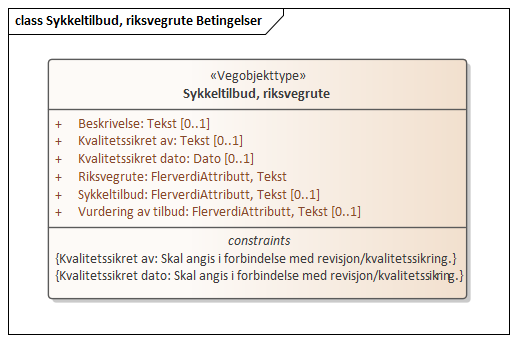 class Sykkeltilbud, riksvegrute Betingelser
«Vegobjekttype»
Sykkeltilbud, riksvegrute
+ Beskrivelse: Tekst [0..1]
+ Kvalitetssikret av: Tekst [0..1]
+ Kvalitetssikret dato: Dato [0..1]
+ Riksvegrute: FlerverdiAttributt, Tekst
+ Sykkeltilbud: FlerverdiAttributt, Tekst [0..1]
+ Vurdering av tilbud: FlerverdiAttributt, Tekst [0..1]
constraints
{Kvalitetssikret av: Skal angis i forbindelse med revisjon/kvalitetssikring.}
{Kvalitetssikret dato: Skal angis i forbindelse med revisjon/kvalitetssikring.}